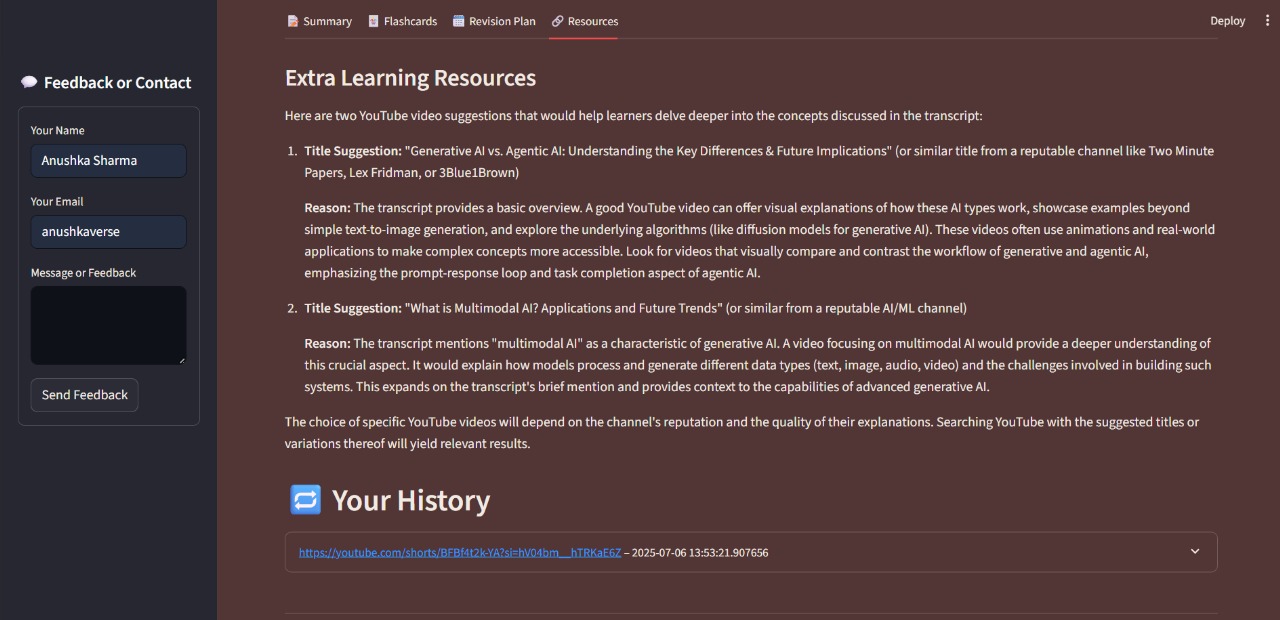 Summary
Flashcards
Revision Plan
Resources
Deploy
Feedback or Contact
Your Name
Anushka Sharma
Your Email
anushkaverse
Message or Feedback
Send Feedback
Extra Learning Resources
Here are two YouTube video suggestions that would help learners delve deeper into the concepts discussed in the transcript:
1. Title Suggestion: "Generative AI vs. Agentic AI: Understanding the Key Differences & Future Implications" (or similar title from a reputable channel like Two Minute
Papers, Lex Fridman, or 3Blue1Brown)
Reason: The transcript provides a basic overview. A good YouTube video can offer visual explanations of how these AI types work, showcase examples beyond
simple text-to-image generation, and explore the underlying algorithms (like diffusion models for generative AI). These videos often use animations and real-world
applications to make complex concepts more accessible. Look for videos that visually compare and contrast the workflow of generative and agentic AI,
emphasizing the prompt-response loop and task completion aspect of agentic AI.
2. Title Suggestion: "What is Multimodal AI? Applications and Future Trends" (or similar from a reputable AI/ML channel)
Reason: The transcript mentions "multimodal AI" as a characteristic of generative AI. A video focusing on multimodal AI would provide a deeper understanding of
this crucial aspect. It would explain how models process and generate different data types (text, image, audio, video) and the challenges involved in building such
systems. This expands on the transcript's brief mention and provides context to the capabilities of advanced generative AI.
The choice of specific YouTube videos will depend on the channel's reputation and the quality of their explanations. Searching YouTube with the suggested titles or
variations thereof will yield relevant results.
Your History
https://youtube.com/shorts/BFBf4t2k-YA?si=hV04bm__hTRKaE6Z – 2025-07-06 13:53:21.907656